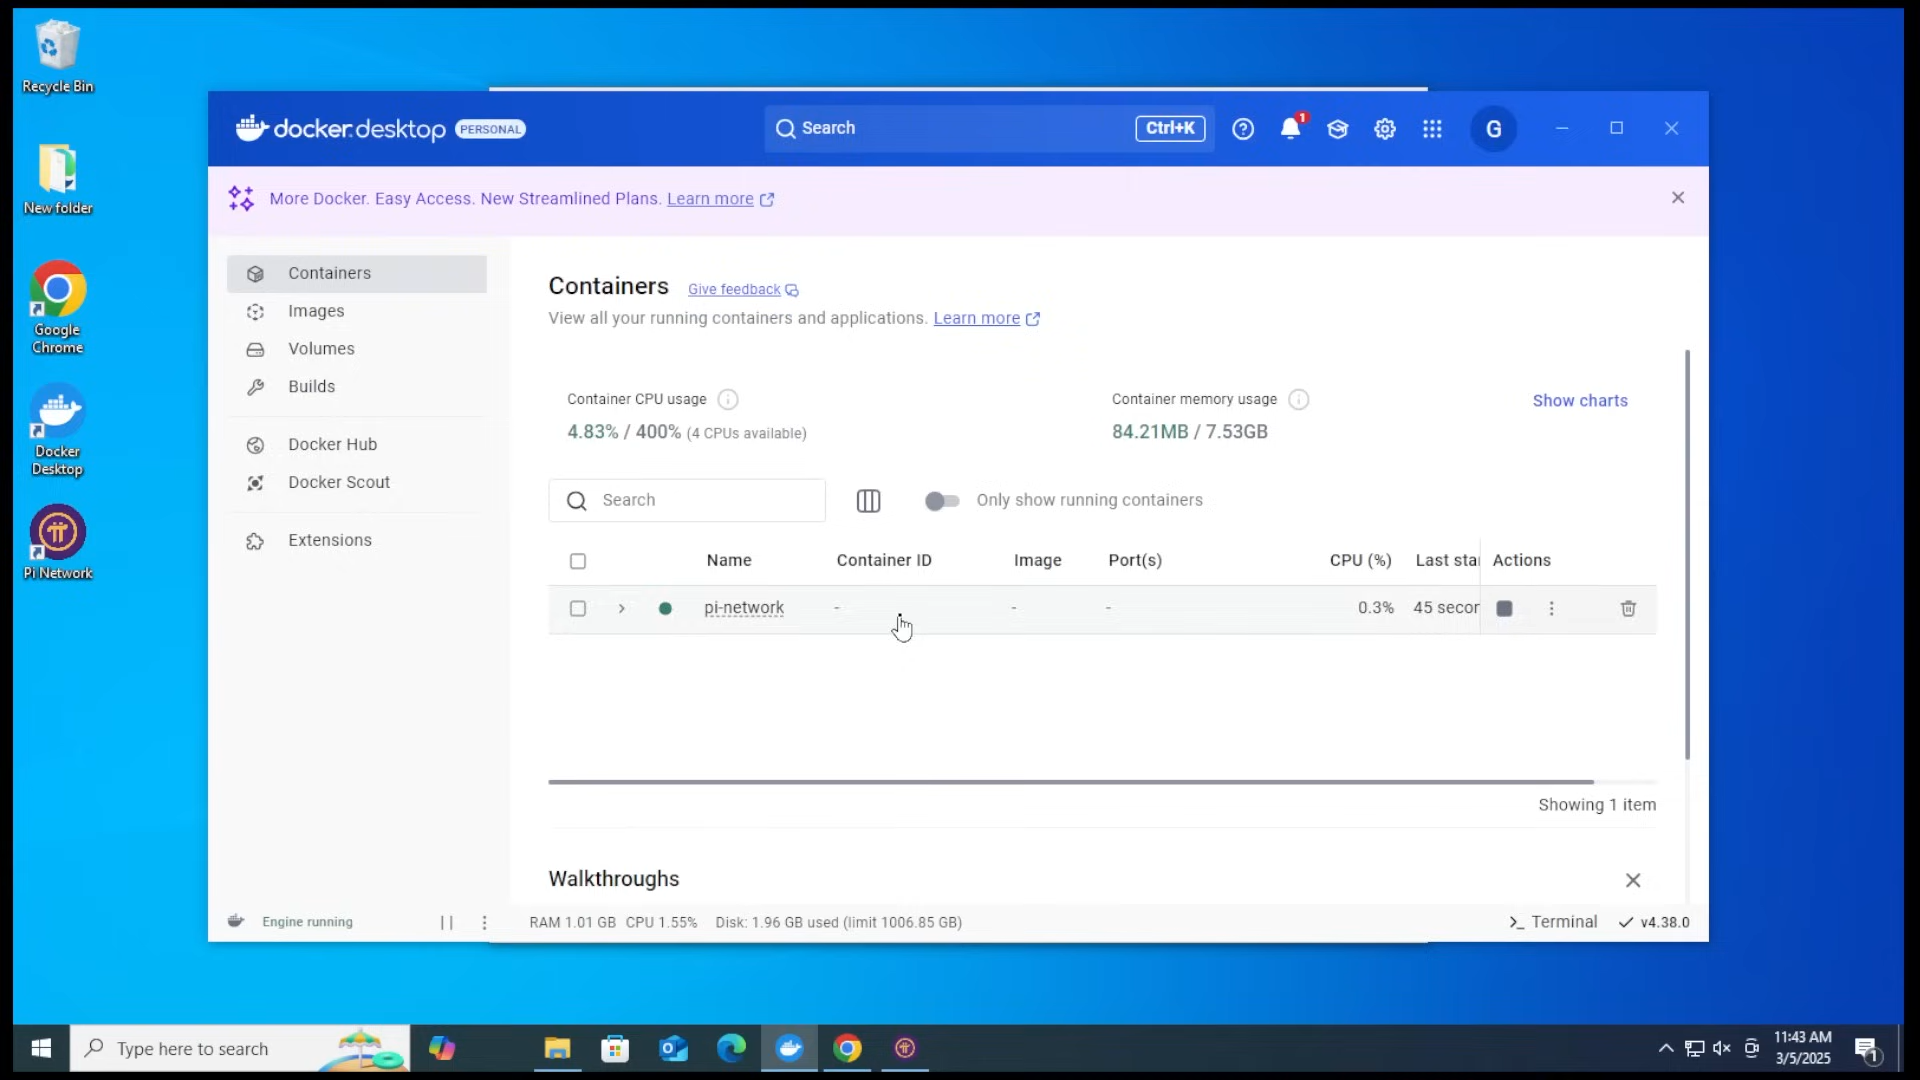 Recycle Bin
New folder
Google
Chrome
Docker
Desktop
Pi Network
docker.desktop PERSONAL
Search Ctrl+K
1
G
More Docker. Easy Access. New Streamlined Plans. Learn more
Containers
Images
Volumes
Builds
Docker Hub
Docker Scout
Extensions
Containers Give feedback
View all your running containers and applications. Learn more
Container CPU usage
4.83% / 400% (4 CPUs available)
Container memory usage
84.21MB / 7.53GB
Show charts
Search
Only show running containers
Name Container ID Image Port(s) CPU (%) Last sta Actions
pi-network - - - 0.3% 45 secon
Showing 1 item
Walkthroughs
Engine running
RAM 1.01 GB CPU 1.55% Disk: 1.96 GB used (limit 1006.85 GB)
>_ Terminal v4.38.0
Type here to search
11:43 AM
3/5/2025
1